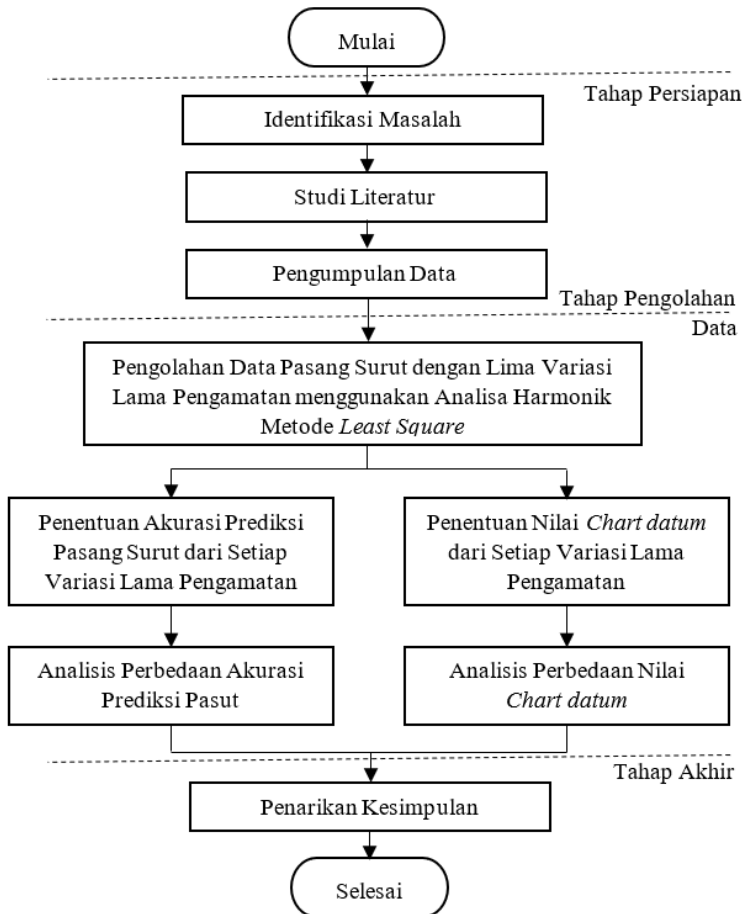 Mulai
Tahap Persiapan
Identifikasi Masalah
Studi Literatur
Pengumpulan Data
Tahap Pengolahan
Data
Pengolahan Data Pasang Surut dengan Lima Variasi
Lama Pengamatan menggunakan Analisa Harmonik
Metode Least Square
Penentuan Akurasi Prediksi
Pasang Surut dari Setiap
Variasi Lama Pengamatan
Penentuan Nilai Chart datum
dari Setiap Variasi Lama
Pengamatan
Analisis Perbedaan Akurasi
Prediksi Pasut
Analisis Perbedaan Nilai
Chart datum
Tahap Akhir
Penarikan Kesimpulan
Selesai